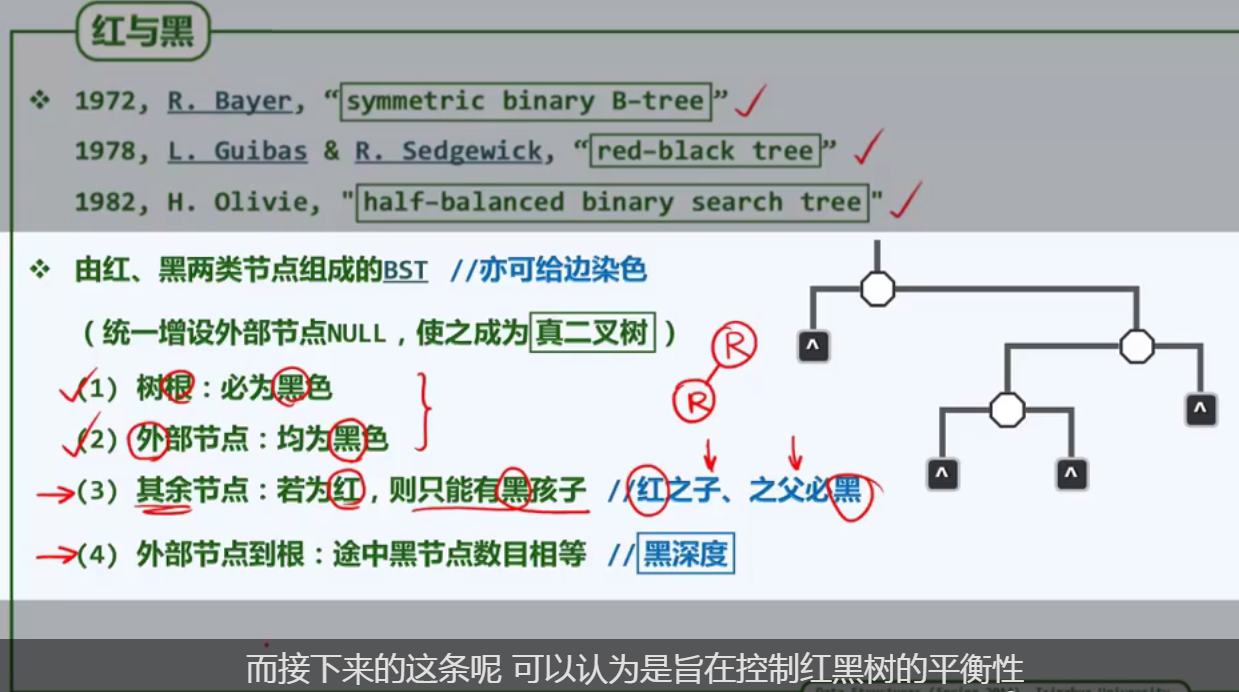 红与黑
❖ 1972, R. Bayer, “symmetric binary B-tree”
1978, L. Guibas & R. Sedgewick, “red-black tree”
1982, H. Olivie, "half-balanced binary search tree"
❖ 由红、黑两类节点组成的BST //亦可给边染色
（统一增设外部节点NULL，使之成为真二叉树）
R
R
(1) 树根：必为黑色
(2) 外部节点：均为黑色
(3) 其余节点：若为红，则只能有黑孩子 //红之子、之父必黑
(4) 外部节点到根：途中黑节点数目相等 //黑深度
^
^
^
^
而接下来的这条呢 可以认为是旨在控制红黑树的平衡性